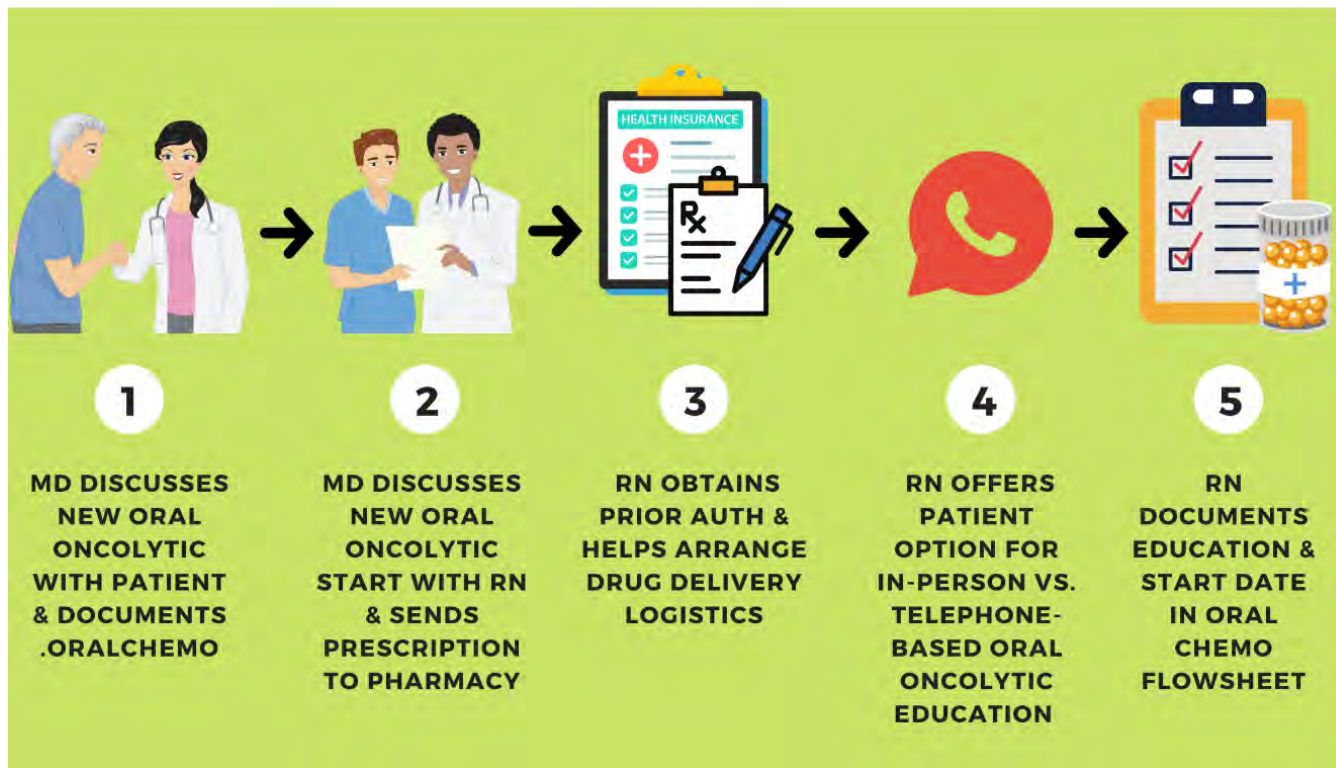 HEALTH INSURANCE
Rx
1
MD DISCUSSES
NEW ORAL
ONCOLYTIC
WITH PATIENT
& DOCUMENTS
.ORALCHEMO
2
MD DISCUSSES
NEW ORAL
ONCOLYTIC
START WITH RN
& SENDS
PRESCRIPTION
TO PHARMACY
3
RN OBTAINS
PRIOR AUTH &
HELPS ARRANGE
DRUG DELIVERY
LOGISTICS
4
RN OFFERS
PATIENT
OPTION FOR
IN-PERSON VS.
TELEPHONE-
BASED ORAL
ONCOLYTIC
EDUCATION
5
RN
DOCUMENTS
EDUCATION &
START DATE
IN ORAL
CHEMO
FLOWSHEET